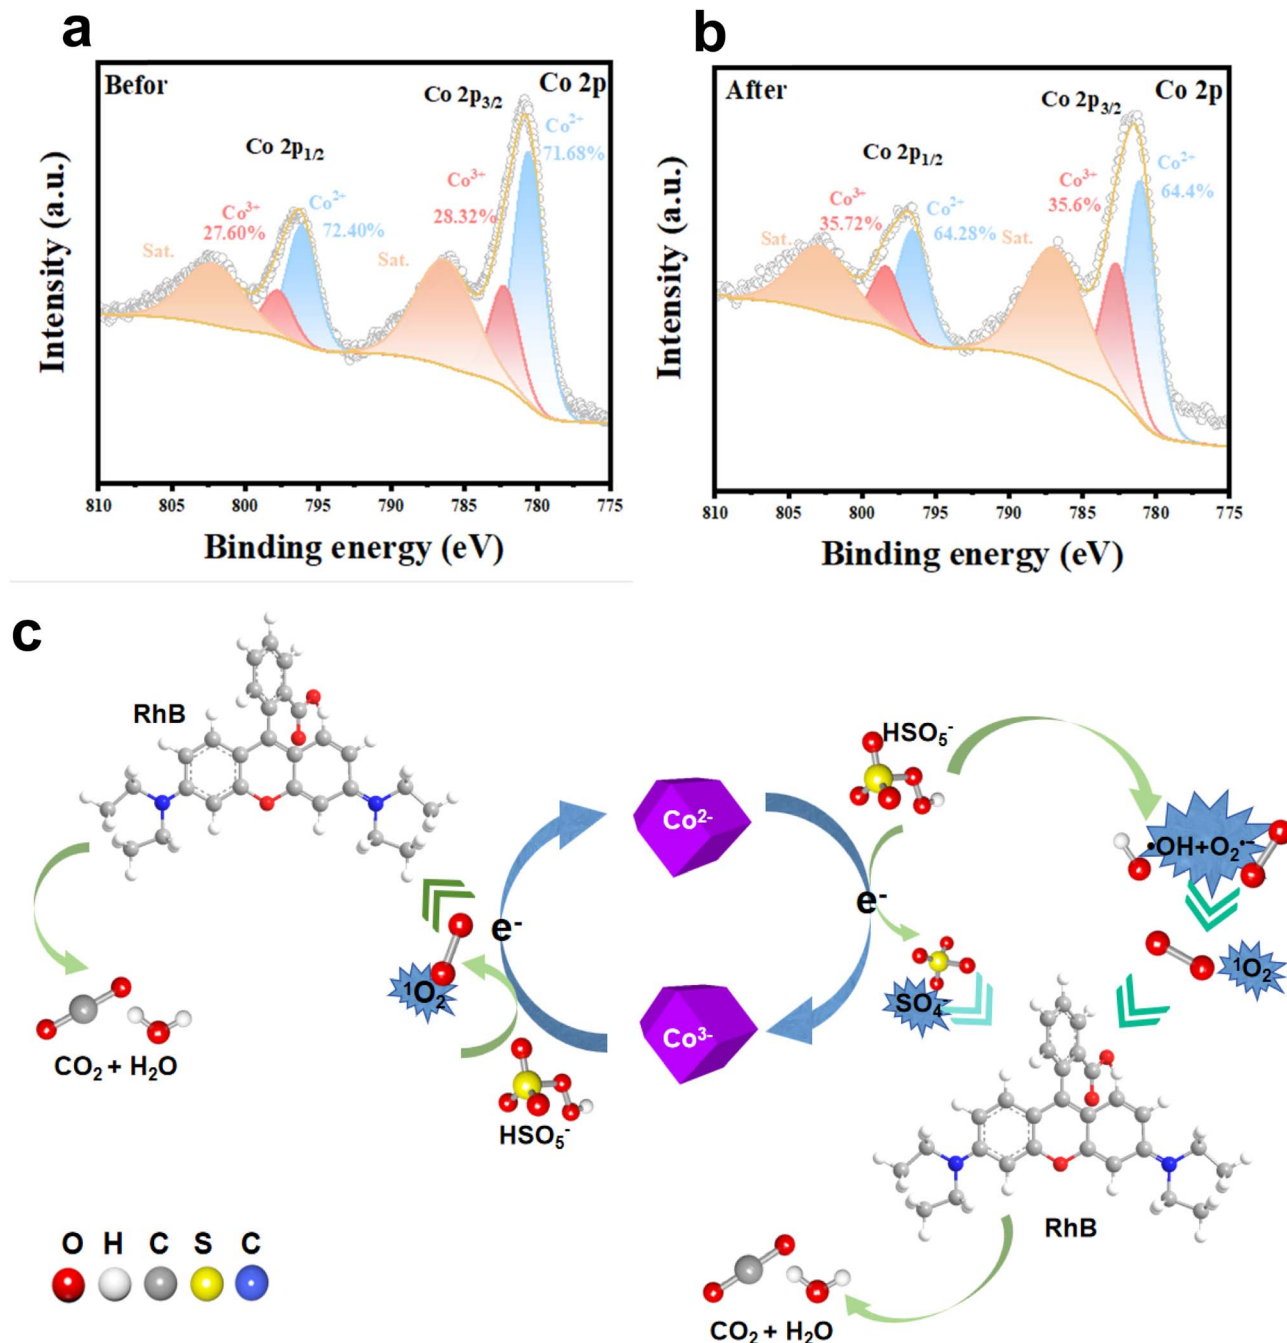 a
Befor
Co 2p
Co 2p3/2
Co2+
71.68%
Co 2p1/2
Co3+
28.32%
Co3+
27.60%
Co2+
72.40%
Sat.
Sat.
Intensity (a.u.)
810 805 800 795 790 785 780 775
Binding energy (eV)
b
After
Co 2p
Co 2p3/2
Co2+
64.4%
Co 2p1/2
Co3+
35.6%
Co3+
35.72%
Co2+
64.28%
Sat.
Sat.
Intensity (a.u.)
810 805 800 795 790 785 780 775
Binding energy (eV)
c
RhB
HSO5-
Co2-
•OH+O2•−
e-
e-
1O2
1O2
SO4-
Co3-
CO2 + H2O
HSO5-
RhB
O H C S C
CO2 + H2O